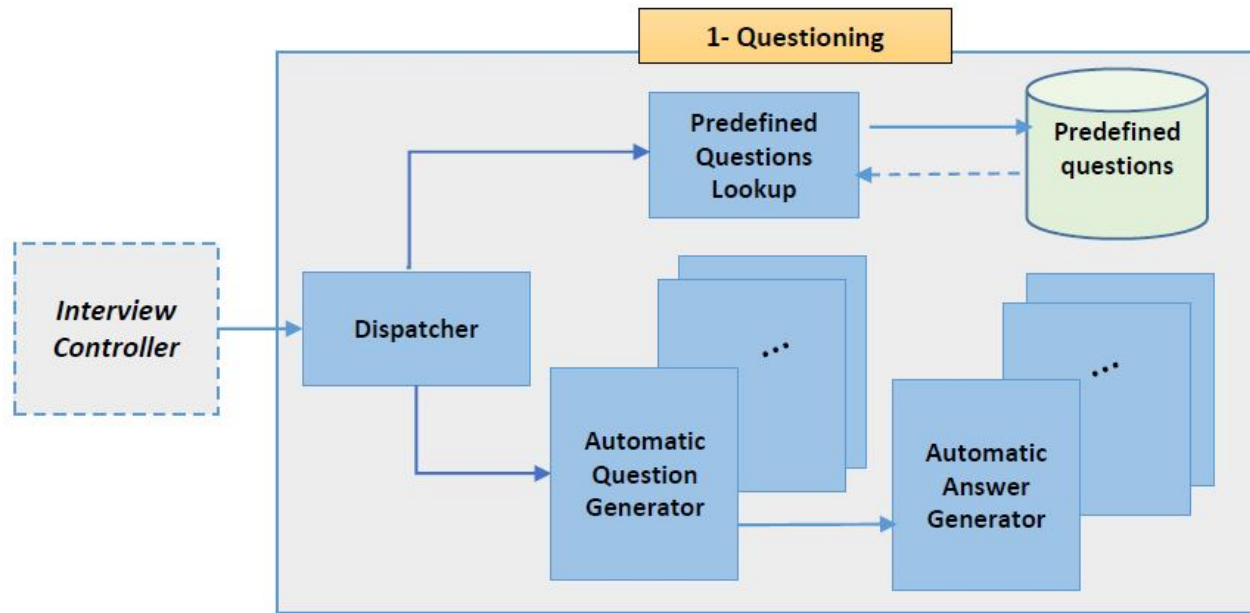 1- Questioning
Predefined
Questions
Lookup
Predefined
questions
Interview
Controller
Dispatcher
...
...
Automatic
Question
Generator
Automatic
Answer
Generator